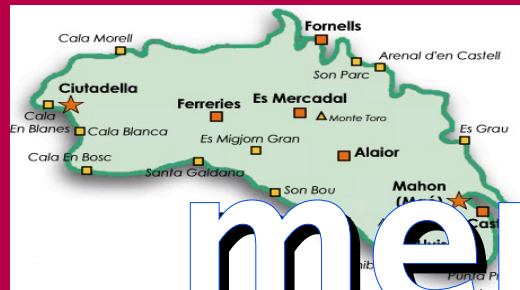 Fornells
Cala Morell
Arenal d'en Castell
Son Parc
Ciutadella
Ferreries
Es Mercadal
Monte Toro
Cala
En Blanes
Cala Blanca
Es Migjorn Gran
Es Grau
Alaior
Cala En Bosc
Santa Galdana
Son Bou
Mahon